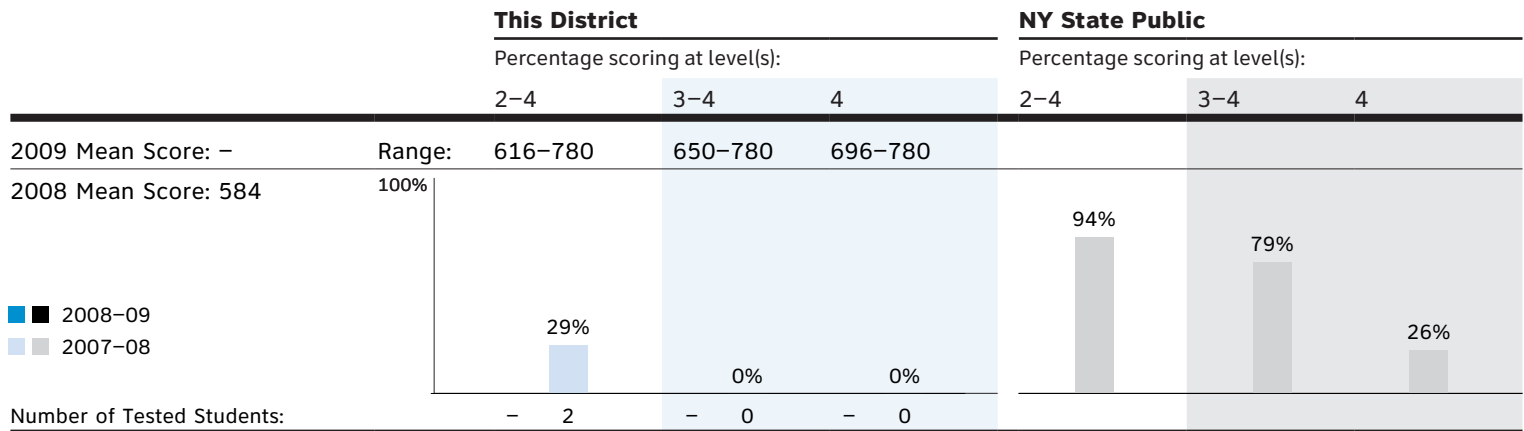 This District NY State Public
Percentage scoring at level(s): Percentage scoring at level(s):
2–4 3–4 4 2–4 3–4 4
2009 Mean Score: – Range: 616–780 650–780 696–780
2008 Mean Score: 584 100%
94%
79%
2008–09
29% 26%
2007–08
0% 0%
Number of Tested Students: – 2 – 0 – 0